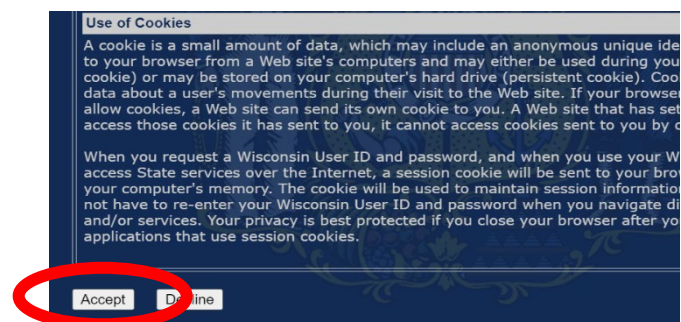 Use of Cookies
A cookie is a small amount of data, which may include an anonymous unique ide
to your browser from a Web site's computers and may either be used during you
cookie) or may be stored on your computer's hard drive (persistent cookie). Coo
data about a user's movements during their visit to the Web site. If your browser
allow cookies, a Web site can send its own cookie to you. A Web site that has set
access those cookies it has sent to you, it cannot access cookies sent to you by o
When you request a Wisconsin User ID and password, and when you use your W
access State services over the Internet, a session cookie will be sent to your bro
your computer's memory. The cookie will be used to maintain session information
not have to re-enter your Wisconsin User ID and password when you navigate di
and/or services. Your privacy is best protected if you close your browser after yo
applications that use session cookies.
Accept Decline